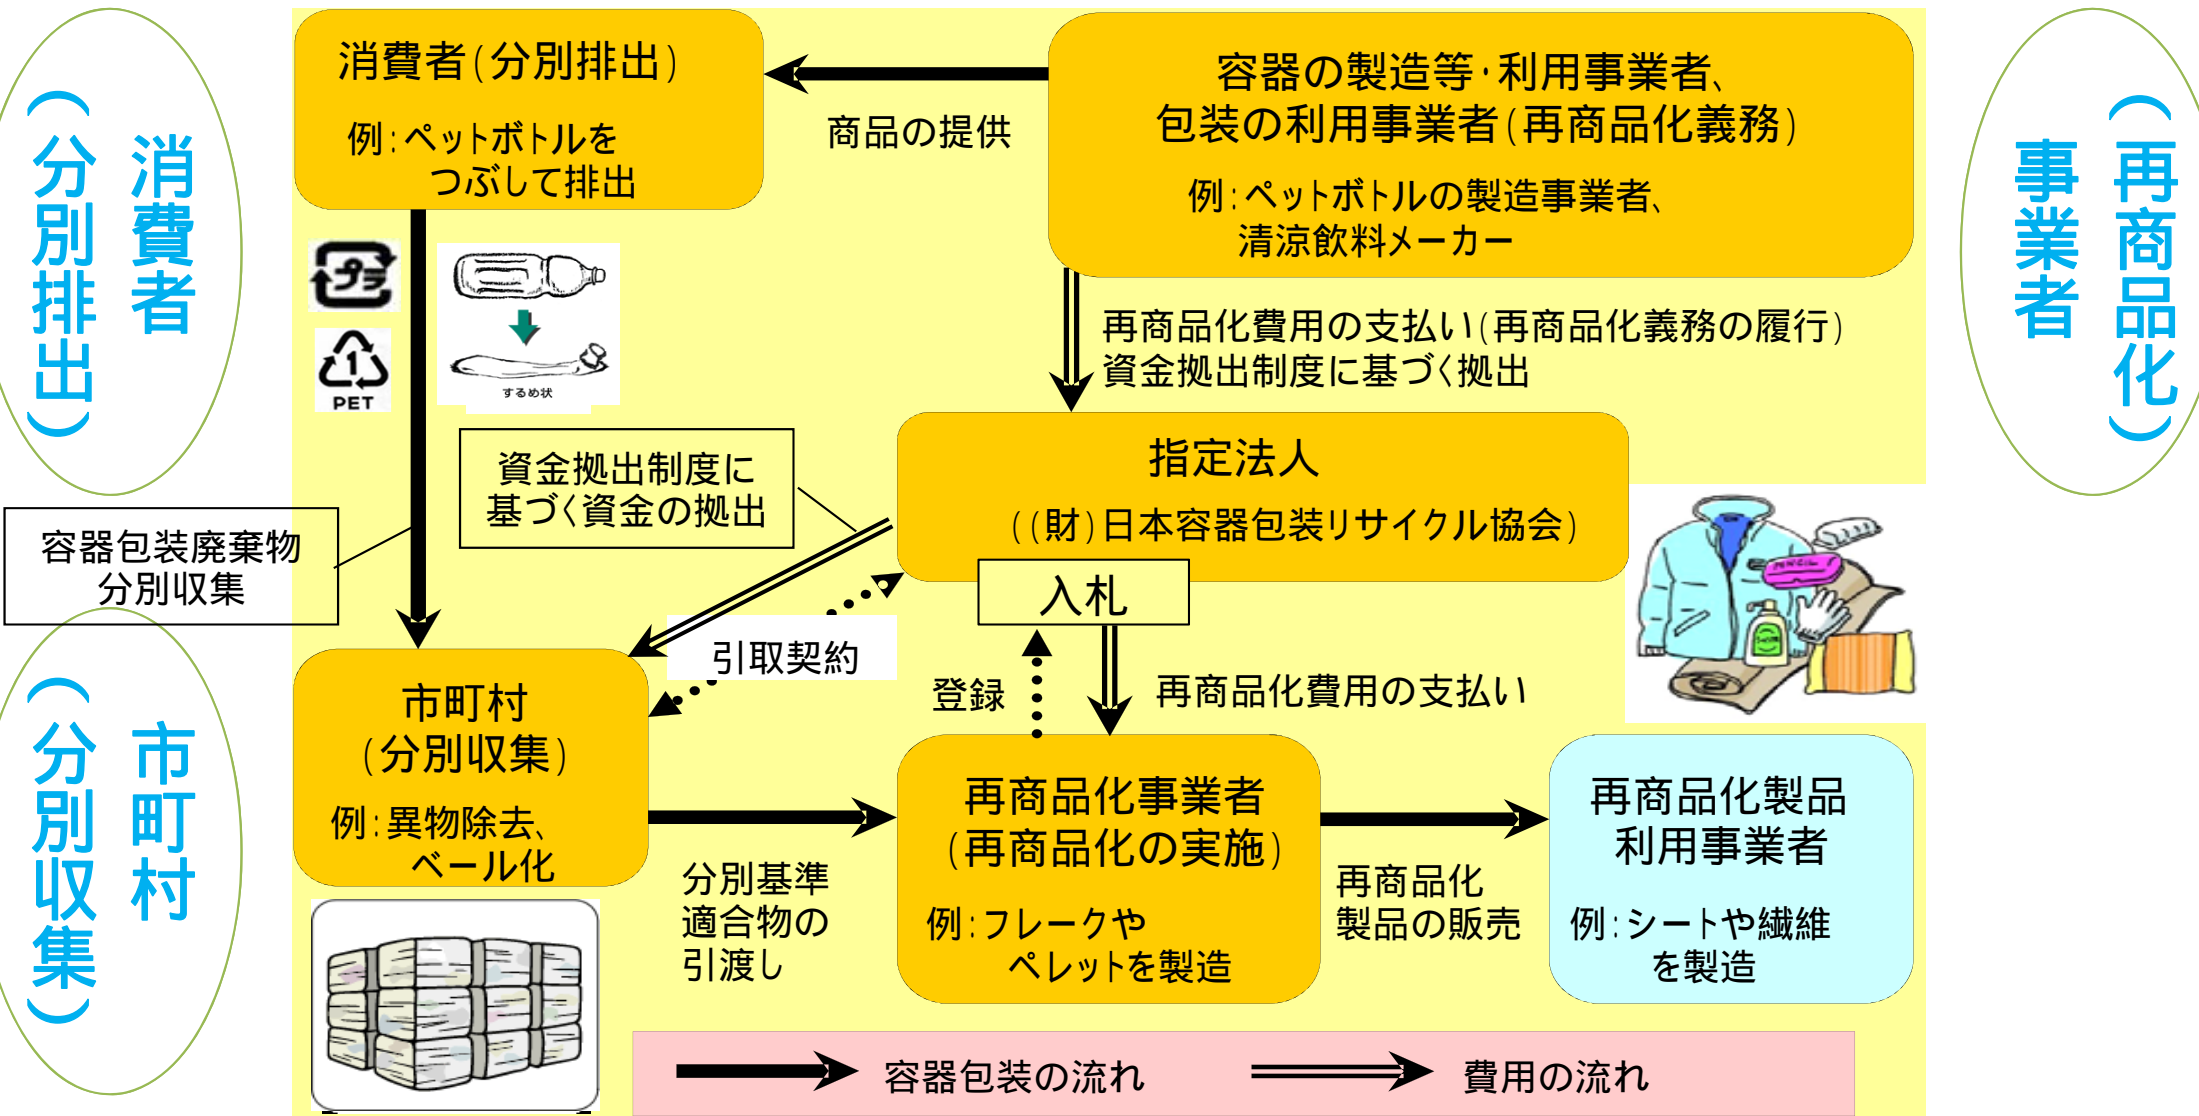 消費者(分別排出)
例:ペットボトルを
つぶして排出
商品の提供
容器の製造等・利用事業者、
包装の利用事業者(再商品化義務)
例:ペットボトルの製造事業者、
清涼飲料メーカー
消費者
(分別排出)
事業者
(再商品化)
プラ
1
PET
するめ状
再商品化費用の支払い(再商品化義務の履行)
資金拠出制度に基づく拠出
資金拠出制度に
基づく資金の拠出
指定法人
((財)日本容器包装リサイクル協会)
容器包装廃棄物
分別収集
入札
引取契約
登録
再商品化費用の支払い
PENCIL
市町村
(分別収集)
市町村
(分別収集)
例:異物除去、
ベール化
分別基準
適合物の
引渡し
再商品化事業者
(再商品化の実施)
例:フレークや
ペレットを製造
再商品化
製品の販売
再商品化製品
利用事業者
例:シートや繊維
を製造
容器包装の流れ
費用の流れ